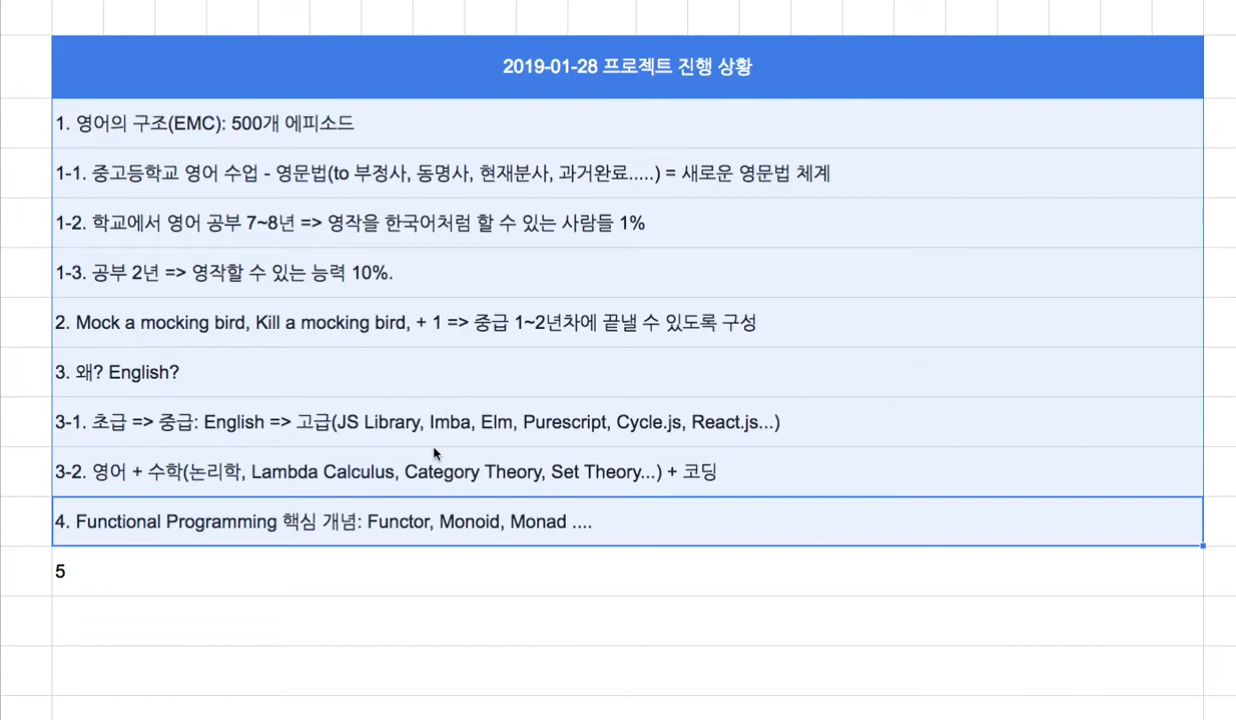 2019-01-28 프로젝트 진행 상황
1. 영어의 구조(EMC): 500개 에피소드
1-1. 중고등학교 영어 수업 - 영문법(to 부정사, 동명사, 현재분사, 과거완료.....) = 새로운 영문법 체계
1-2. 학교에서 영어 공부 7~8년 => 영작을 한국어처럼 할 수 있는 사람들 1%
1-3. 공부 2년 => 영작할 수 있는 능력 10%.
2. Mock a mocking bird, Kill a mocking bird, + 1 => 중급 1~2년차에 끝낼 수 있도록 구성
3. 왜? English?
3-1. 초급 => 중급: English => 고급(JS Library, Imba, Elm, Purescript, Cycle.js, React.js...)
3-2. 영어 + 수학(논리학, Lambda Calculus, Category Theory, Set Theory...) + 코딩
4. Functional Programming 핵심 개념: Functor, Monoid, Monad ....
5